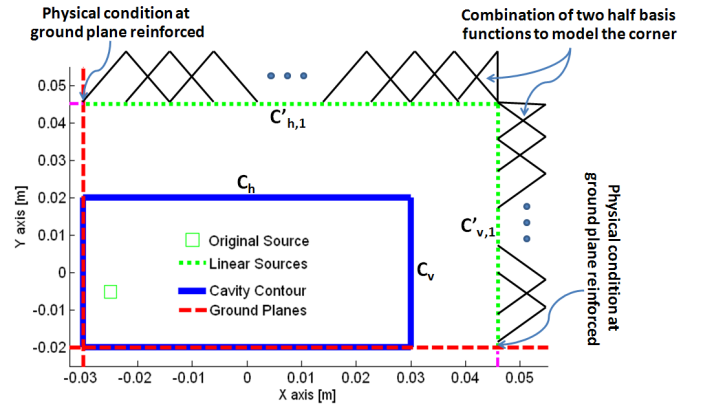 Physical condition at
ground plane reinforced
Combination of two half basis
functions to model the corner
C'h,1
Ch
C'v,1
Cv
Original Source
Linear Sources
Cavity Contour
Ground Planes
Physical condition at
ground plane reinforced
Y axis [m]
0.05
0.04
0.03
0.02
0.01
0
-0.01
-0.02
-0.03 -0.02 -0.01 0 0.01 0.02 0.03 0.04 0.05
X axis [m]